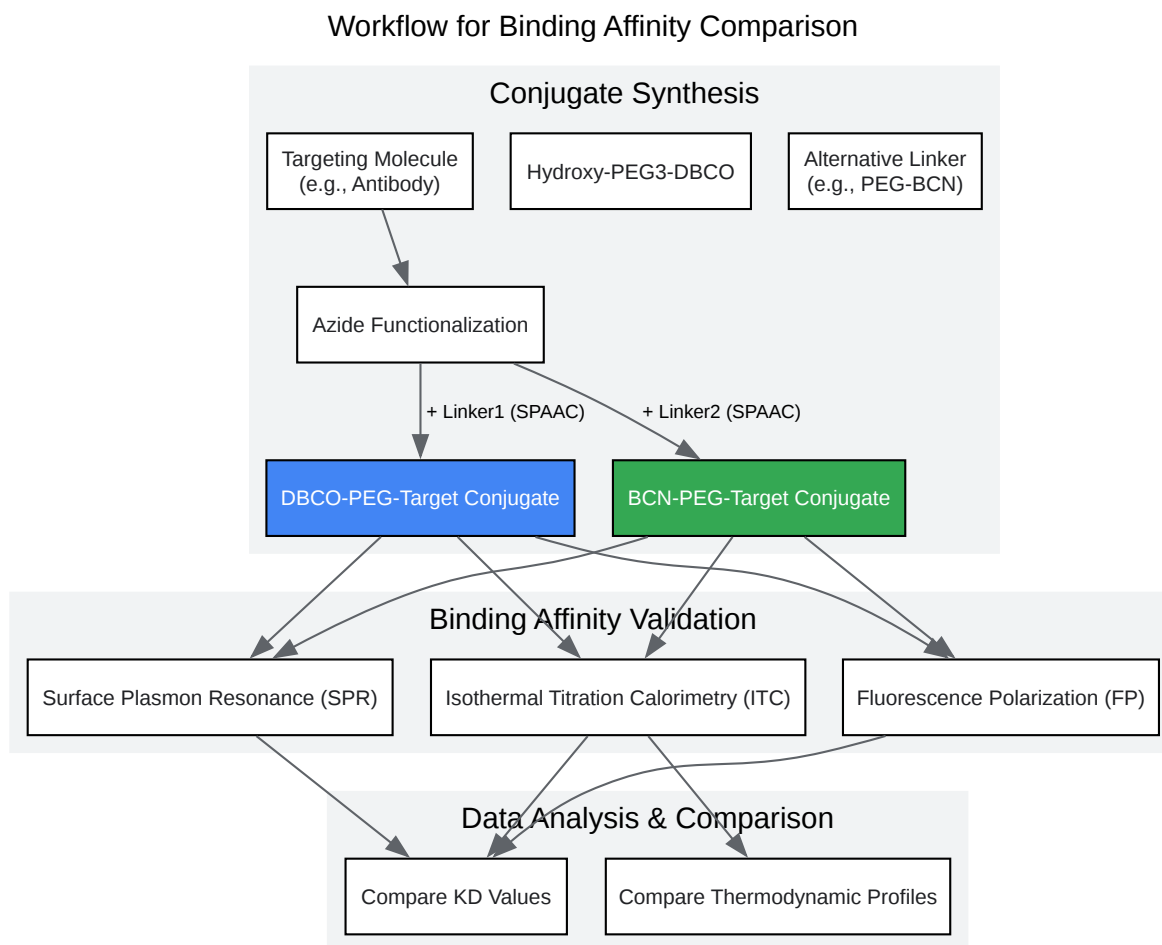 Workflow for Binding Affinity Comparison
Conjugate Synthesis
Targeting Molecule
(e.g., Antibody)
Hydroxy-PEG3-DBCO
Alternative Linker
(e.g., PEG-BCN)
Azide Functionalization
+ Linker1 (SPAAC)
+ Linker2 (SPAAC)
DBCO-PEG-Target Conjugate
BCN-PEG-Target Conjugate
Binding Affinity Validation
Surface Plasmon Resonance (SPR)
Isothermal Titration Calorimetry (ITC)
Fluorescence Polarization (FP)
Data Analysis & Comparison
Compare KD Values
Compare Thermodynamic Profiles